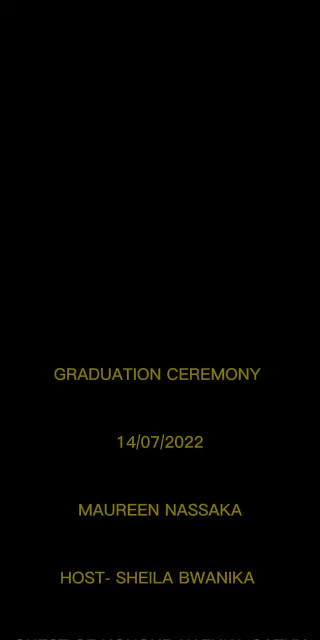 GRADUATION CEREMONY
14/07/2022
MAUREEN NASSAKA
HOST- SHEILA BWANIKA